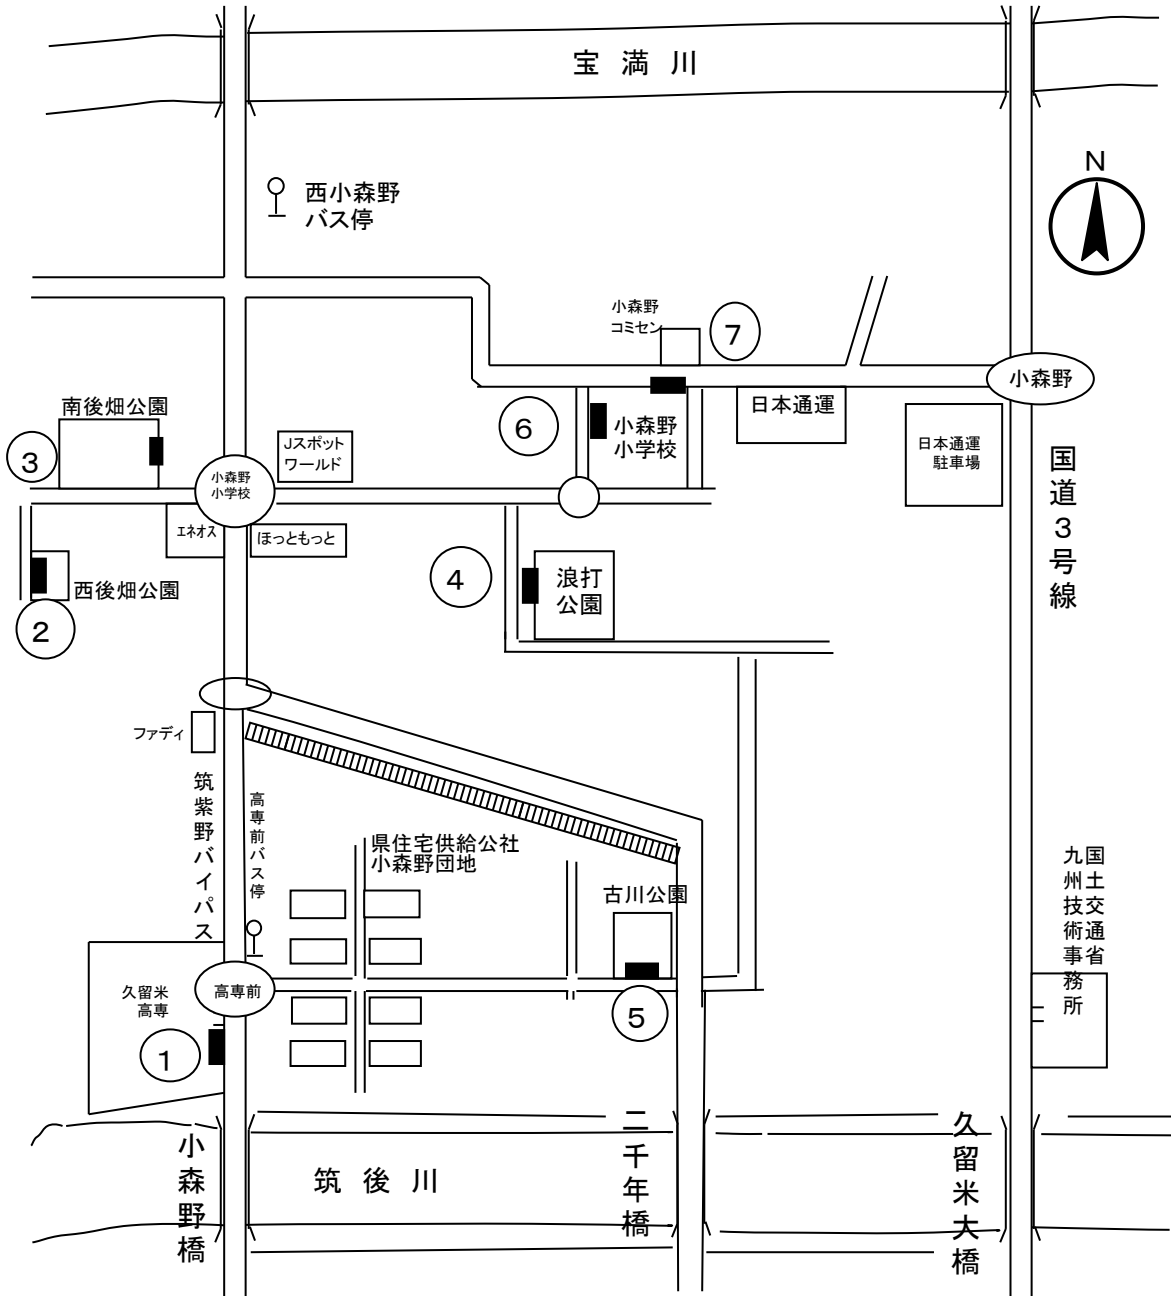 宝満川
N
西小森野
バス停
小森野
コミセン
7
小森野
南後畑公園
6
小森野
小学校
日本通運
日本通運
駐車場
3
Jスポット
ワールド
小森野
小学校
国道3号線
エネオス
ほっともっと
4
浪打
公園
西後畑公園
2
ファディ
筑紫野バイパス
高専前バス停
県住宅供給公社
小森野団地
古川公園
国土交通省
九州技術事務所
久留米
高専
高専前
5
1
小森野橋
筑後川
二千年橋
久留米大橋